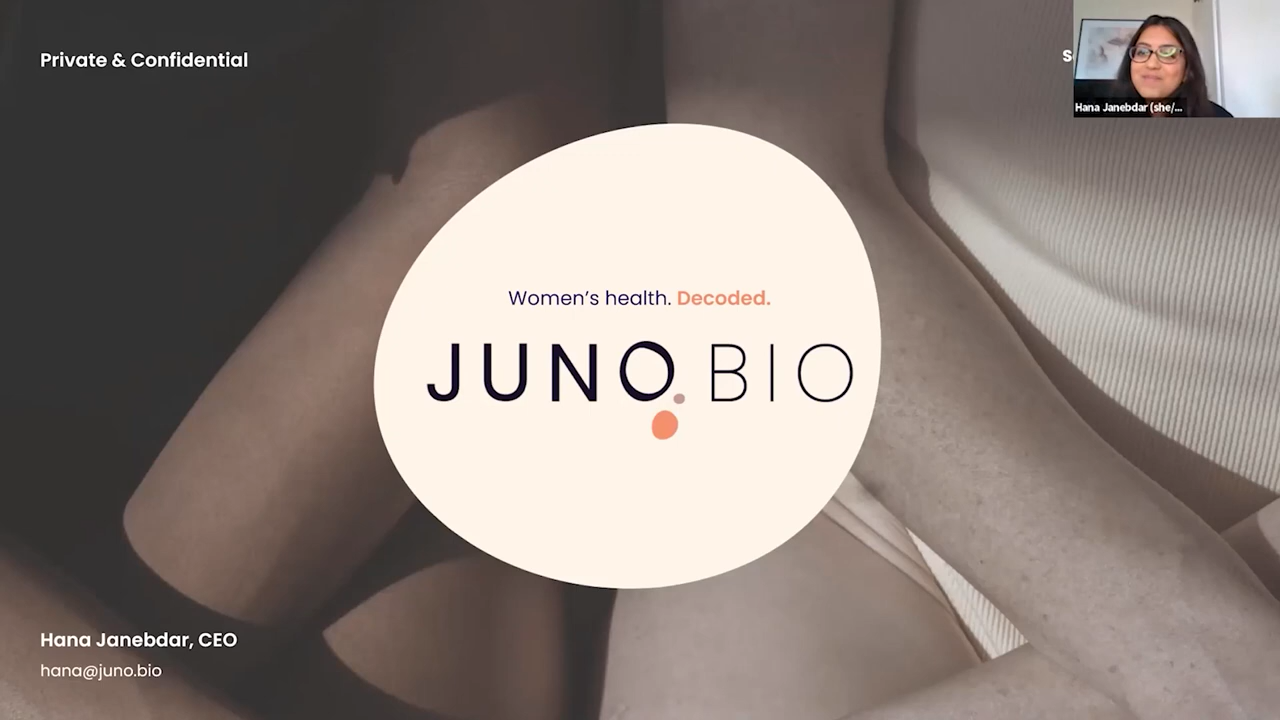 Private & Confidential
Hana Janebdar (she/...
Women's health. Decoded.
JUNO BIO
Hana Janebdar, CEO
hana@juno.bio